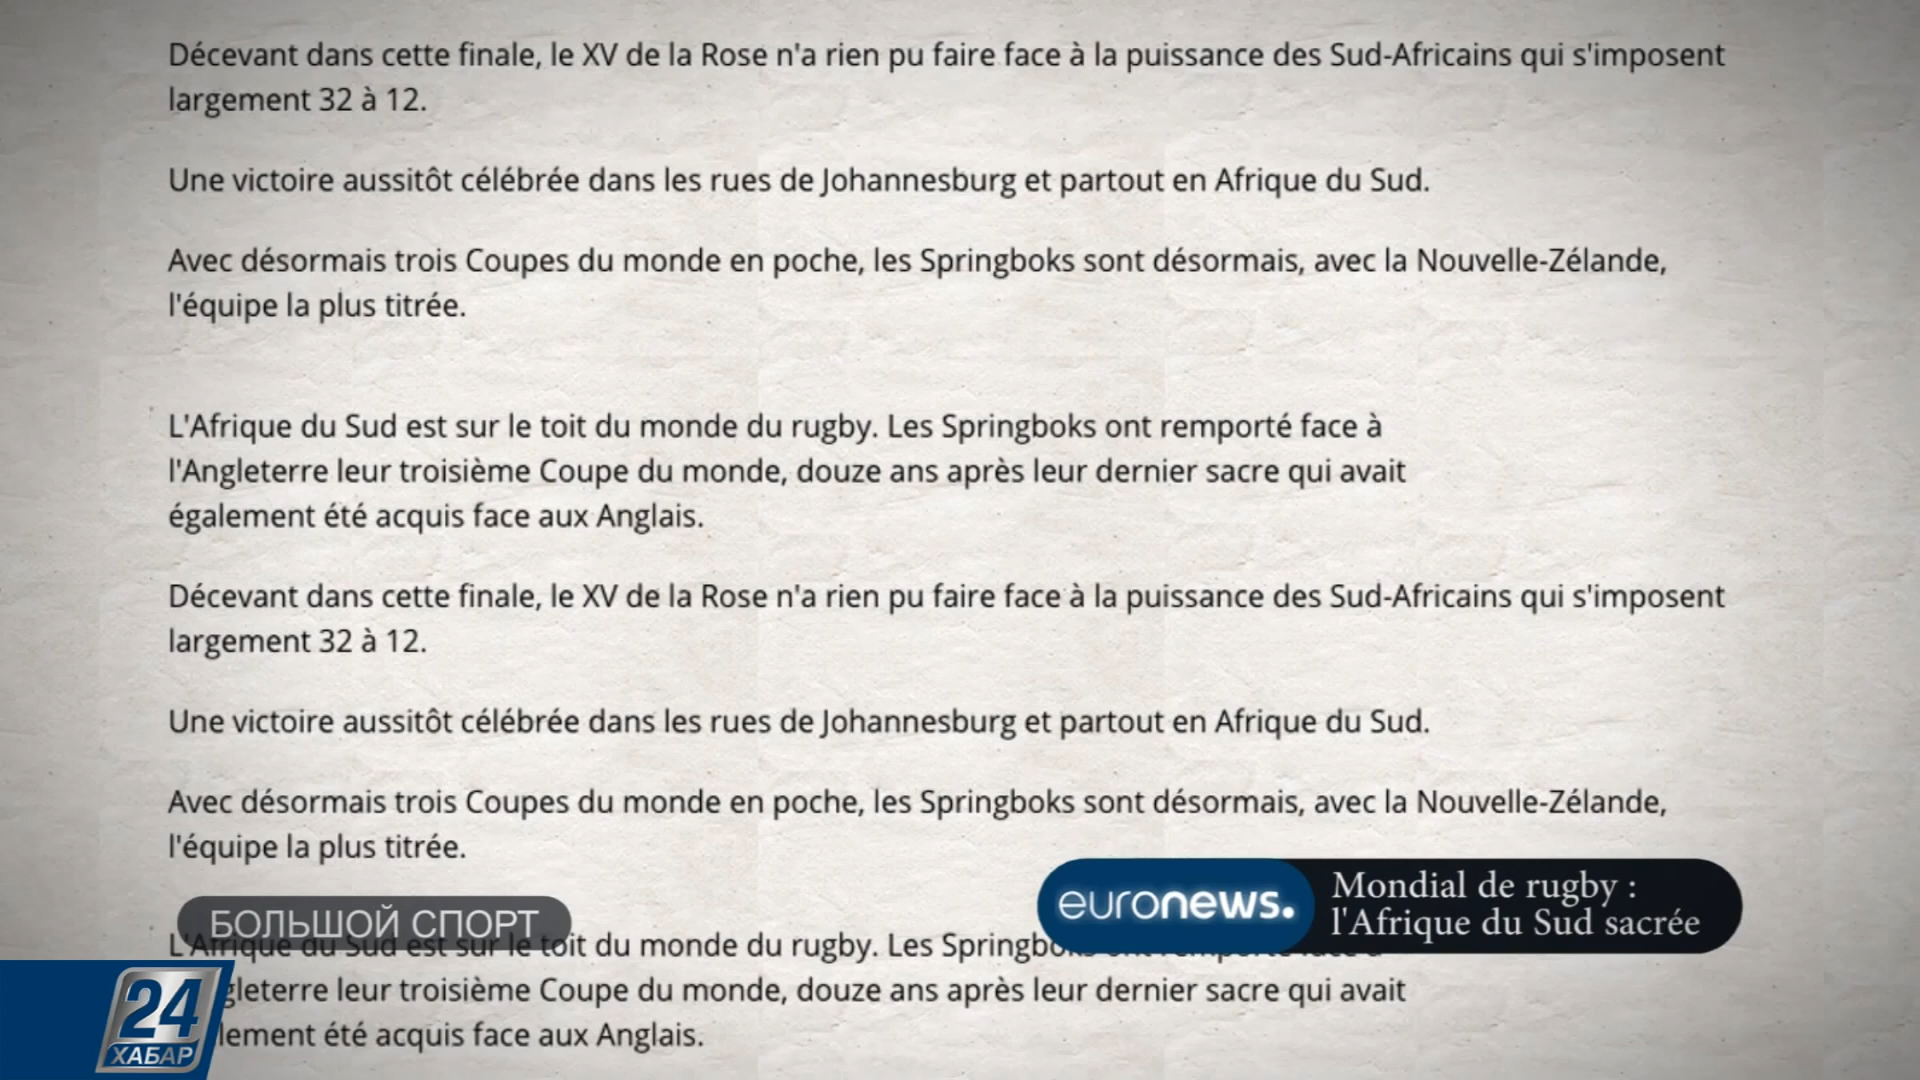 Décevant dans cette finale, le XV de la Rose n'a rien pu faire face à la puissance des Sud-Africains qui s'imposent
largement 32 à 12.
Une victoire aussitôt célébrée dans les rues de Johannesburg et partout en Afrique du Sud.
Avec désormais trois Coupes du monde en poche, les Springboks sont désormais, avec la Nouvelle-Zélande,
l'équipe la plus titrée.
L'Afrique du Sud est sur le toit du monde du rugby. Les Springboks ont remporté face à
l'Angleterre leur troisième Coupe du monde, douze ans après leur dernier sacre qui avait
également été acquis face aux Anglais.
Décevant dans cette finale, le XV de la Rose n'a rien pu faire face à la puissance des Sud-Africains qui s'imposent
largement 32 à 12.
Une victoire aussitôt célébrée dans les rues de Johannesburg et partout en Afrique du Sud.
Avec désormais trois Coupes du monde en poche, les Springboks sont désormais, avec la Nouvelle-Zélande,
l'équipe la plus titrée.
euronews.
Mondial de rugby :
l'Afrique du Sud sacrée
БОЛЬШОЙ СПОРТ
L'Afrique du Sud est sur le toit du monde du rugby. Les
leur troisième Coupe du monde, douze ans après leur dernier sacre qui avait
été acquis face aux Anglais.
24
ХАБАР